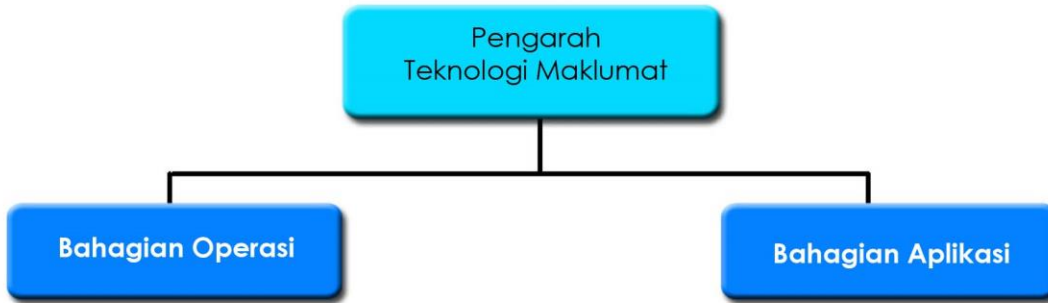 Pengarah
Teknologi Maklumat
Bahagian Operasi
Bahagian Aplikasi